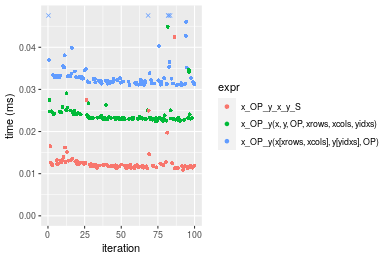 time (ms)
0.04
0.03
0.02
0.01
0.00
0
25
50
75
100
iteration
expr
x_OP_y_x_y_S
x_OP_y(x, y, OP, xrows, xcols, yidxs)
x_OP_y(x[xrows, xcols], y[yidxs], OP)